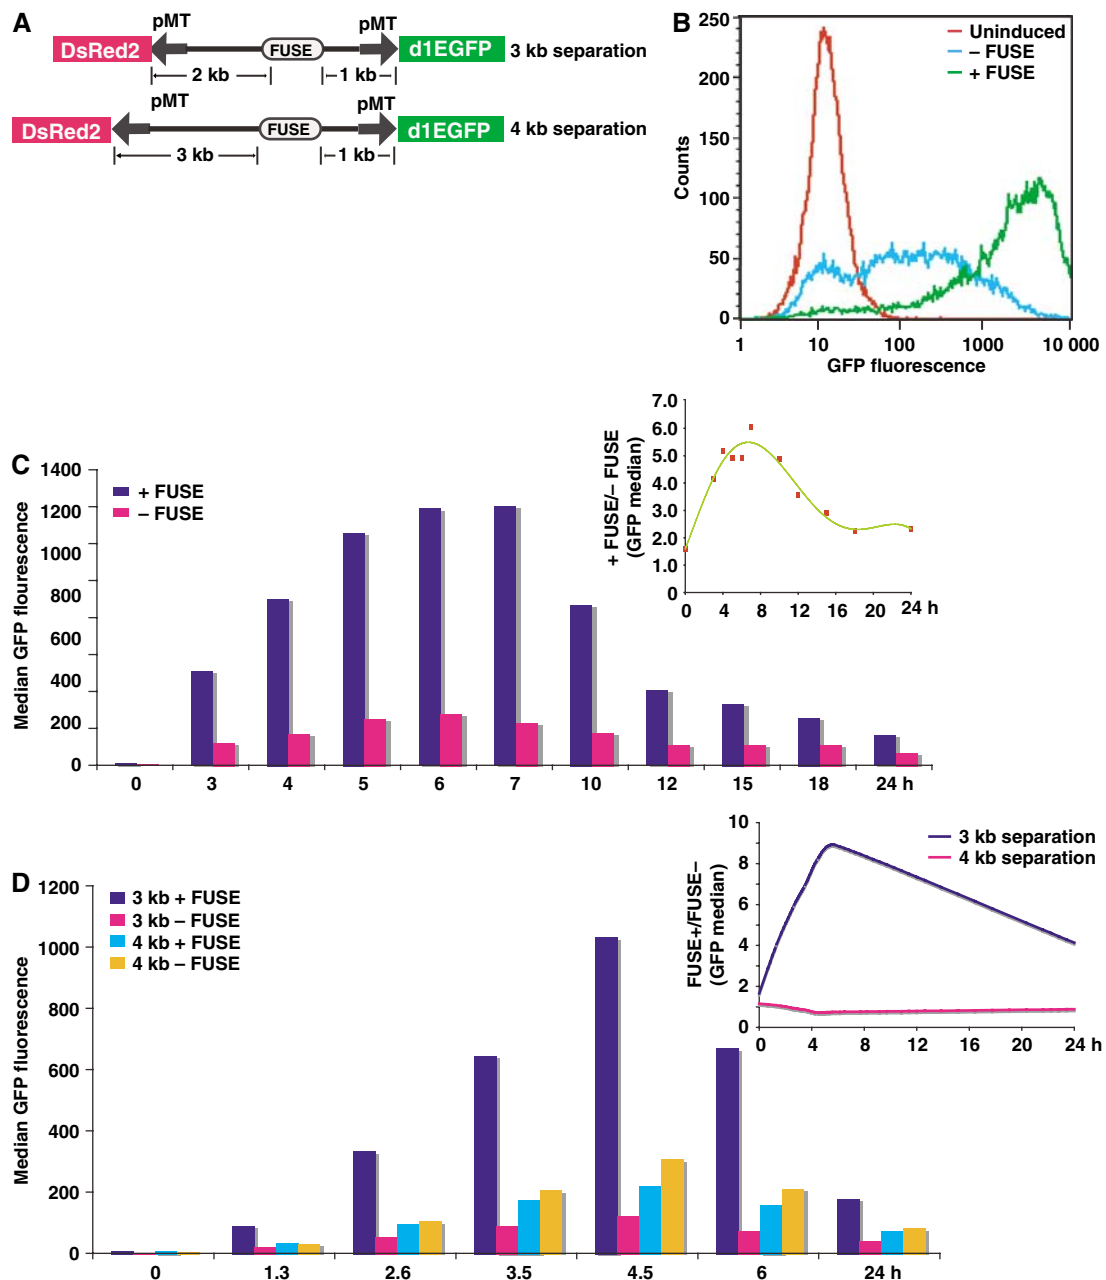 A
pMT
pMT
DsRed2
FUSE
d1EGFP
3 kb separation
2 kb
1 kb
pMT
pMT
DsRed2
FUSE
d1EGFP
4 kb separation
3 kb
1 kb
B
250
200
150
100
50
0
Counts
Uninduced
– FUSE
+ FUSE
1
10
100
1000
10 000
GFP fluorescence
C
1400
1200
1000
800
600
400
200
0
Median GFP flourescence
+ FUSE
– FUSE
0
3
4
5
6
7
10
12
15
18
24 h
7.0
6.0
5.0
4.0
3.0
2.0
1.0
0
+ FUSE/– FUSE
(GFP median)
0
4
8
12
16
20
24 h
D
1200
1000
800
600
400
200
0
Median GFP fluorescence
3 kb + FUSE
3 kb – FUSE
4 kb + FUSE
4 kb – FUSE
0
1.3
2.6
3.5
4.5
6
24 h
10
8
6
4
2
0
FUSE+/FUSE–
(GFP median)
3 kb separation
4 kb separation
0
4
8
12
16
20
24 h